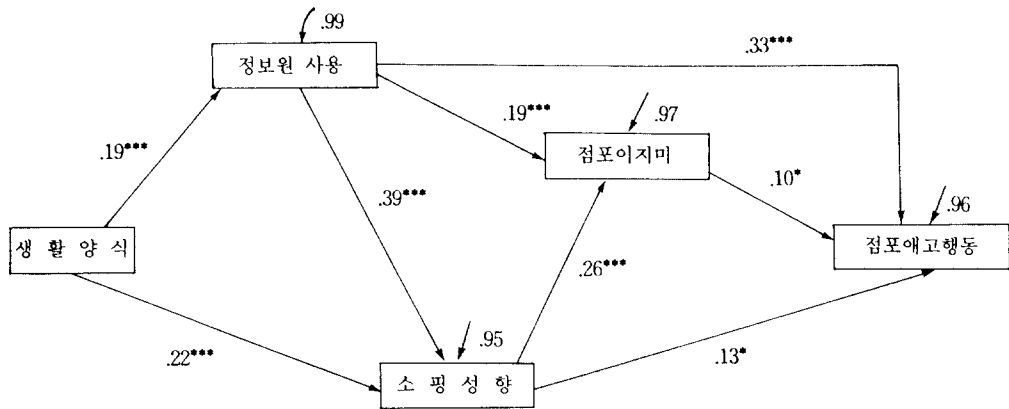 .99
정보원 사용
.33***
.19***
.97
점포이지미
.19***
.10*
.39***
.96
생 활 양 식
점포애고행동
.26***
.95
.22***
쇼 핑 성 향
.13*